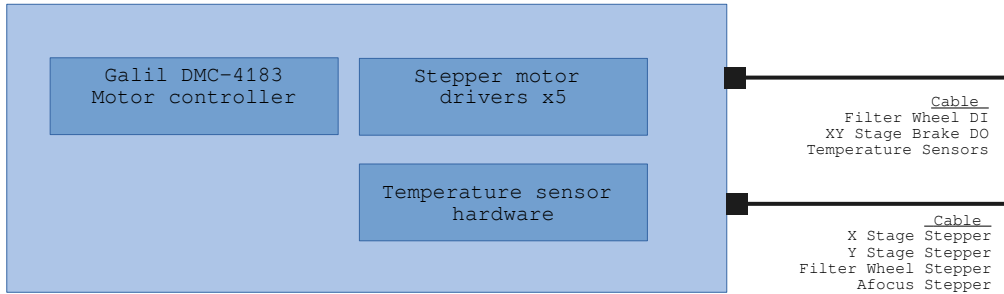 Galil DMC-4183
Motor controller
Stepper motor
drivers x5
Temperature sensor
hardware
Cable
Filter Wheel DI
XY Stage Brake DO
Temperature Sensors
Cable
X Stage Stepper
Y Stage Stepper
Filter Wheel Stepper
Afocus Stepper